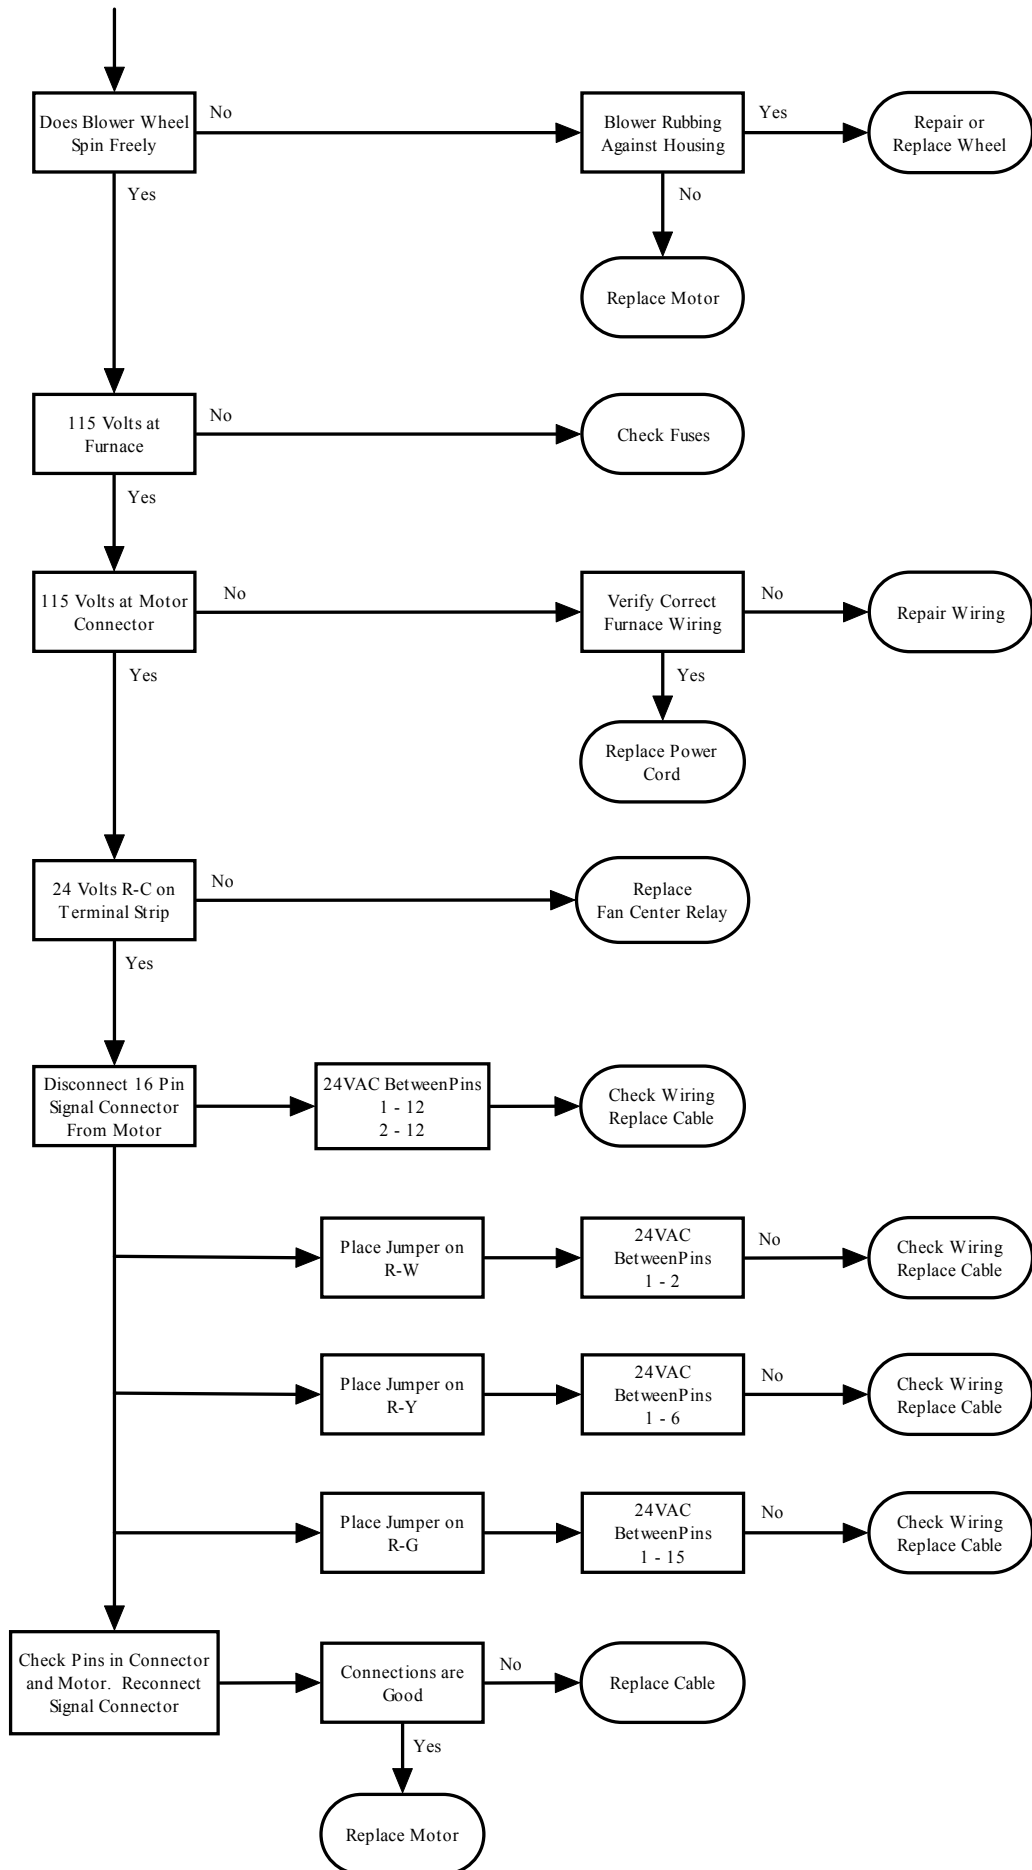 Does Blower Wheel
Spin Freely
No
Blower Rubbing
Against Housing
Yes
Repair or
Replace Wheel
Yes
No
Replace Motor
115 Volts at
Furnace
No
Check Fuses
Yes
115 Volts at Motor
Connector
No
Verify Correct
Furnace Wiring
No
Repair Wiring
Yes
Yes
Replace Power
Cord
24 Volts R-C on
Terminal Strip
No
Replace
Fan Center Relay
Yes
Disconnect 16 Pin
Signal Connector
From Motor
24VAC BetweenPins
1 - 12
2 - 12
Check Wiring
Replace Cable
Place Jumper on
R-W
24VAC
BetweenPins
1 - 2
No
Check Wiring
Replace Cable
Place Jumper on
R-Y
24VAC
BetweenPins
1 - 6
No
Check Wiring
Replace Cable
Place Jumper on
R-G
24VAC
BetweenPins
1 - 15
No
Check Wiring
Replace Cable
Check Pins in Connector
and Motor. Reconnect
Signal Connector
Connections are
Good
No
Replace Cable
Yes
Replace Motor